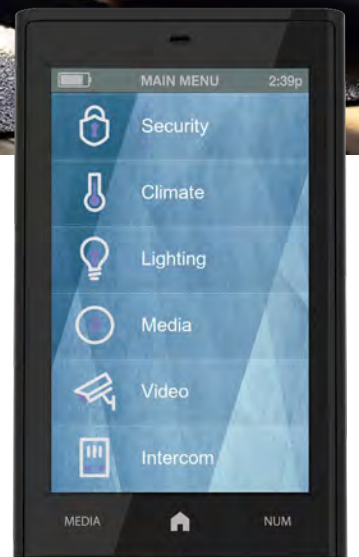 MAIN MENU 2:39p
Security
Climate
Lighting
Media
Video
Intercom
MEDIA NUM